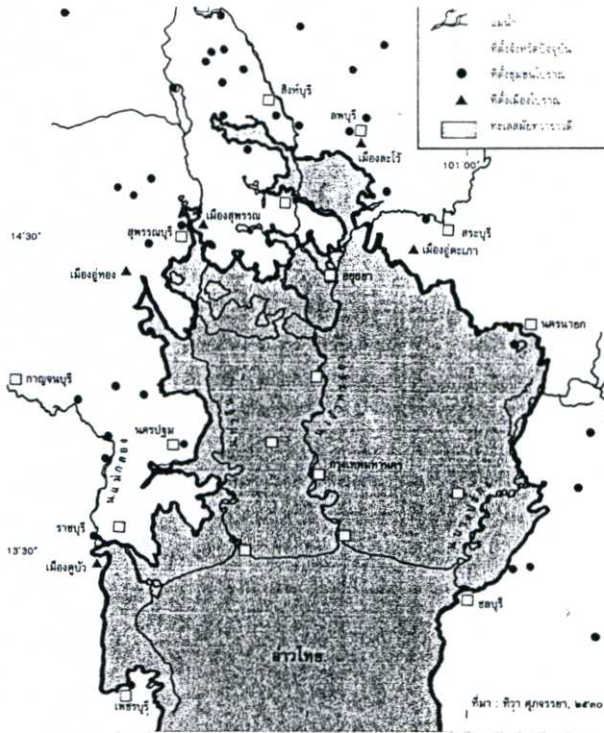 แม่น้ำ
ที่ตั้งจังหวัดปัจจุบัน
ที่ตั้งชุมชนโบราณ
ที่ตั้งเมืองโบราณ
ทะเลสมัยทวารวดี
สิงห์บุรี
ลพบุรี
เมืองละโว้
101°00'
14°30'
สุพรรณบุรี
เมืองสุพรรณ
สระบุรี
เมืองอู่ตะเภา
เมืองอู่ทอง
อยุธยา
นครนายก
กาญจนบุรี
นครปฐม
น.แม่กลอง
กรุงเทพมหานคร
ราชบุรี
13°30'
เมืองคูบัว
ชลบุรี
อ่าวไทย
เพชรบุรี
ที่มา : ทิวา ศุภจรรยา, ๒๕๓๐